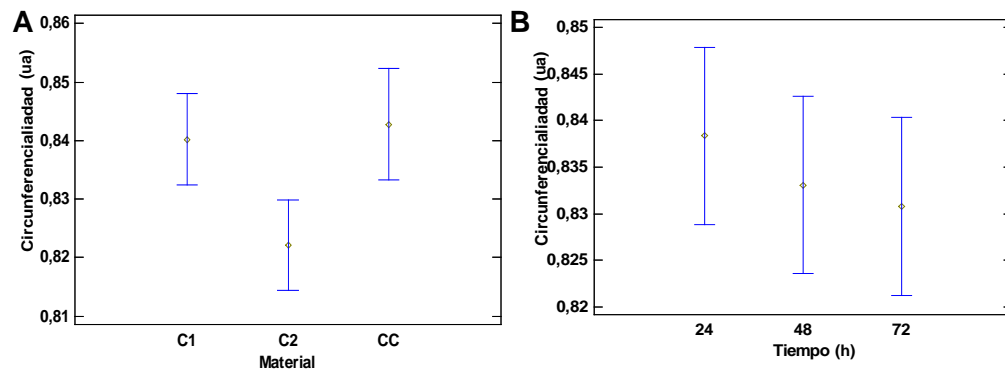 A
Circunferencialiadad (ua)
0,86
0,85
0,84
0,83
0,82
0,81
C1 C2 CC
Material
B
Circunferencialiadad (ua)
0,85
0,845
0,84
0,835
0,83
0,825
0,82
24 48 72
Tiempo (h)